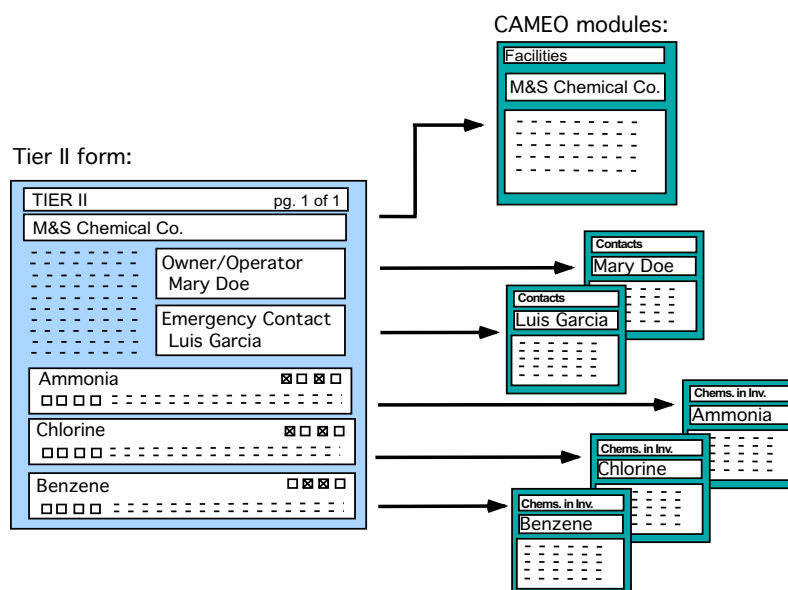 CAMEO modules:
Facilities
M&S Chemical Co.
Tier II form:
TIER II pg. 1 of 1
M&S Chemical Co.
Owner/Operator
Mary Doe
Emergency Contact
Luis Garcia
Ammonia
Chlorine
Benzene
Contacts
Mary Doe
Contacts
Luis Garcia
Chems. in Inv.
Ammonia
Chems. in Inv.
Chlorine
Chems. in Inv.
Benzene